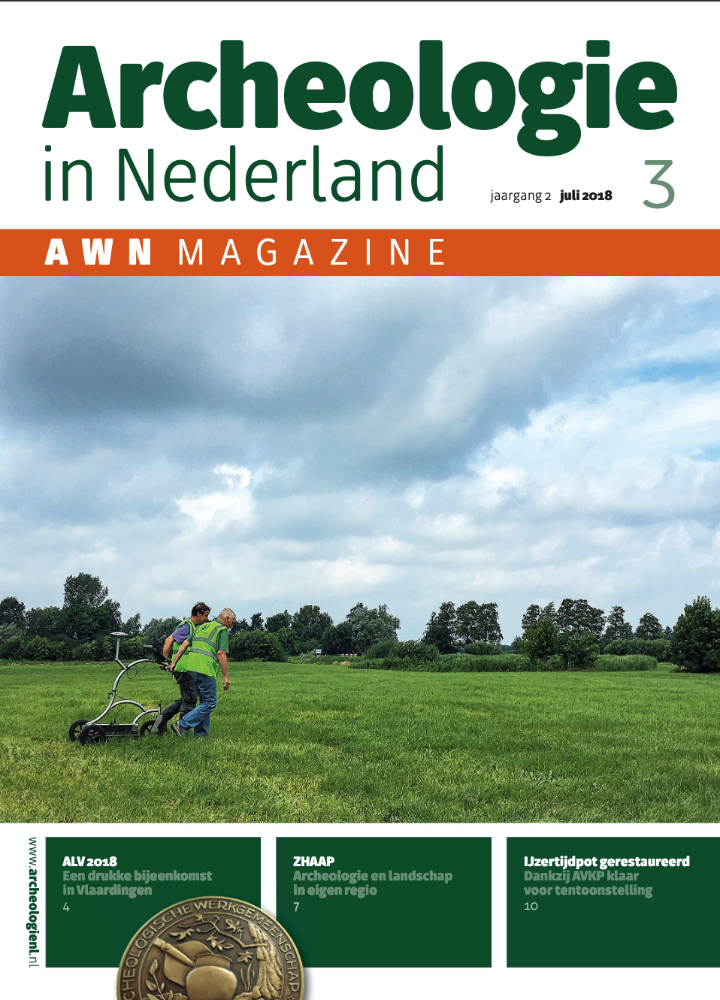 Archeologie
in Nederland
jaargang 2 juli 2018
3
AWN MAGAZINE
www.archeologienl.nl
ALV 2018
Een drukke bijeenkomst
in Vlaardingen
4
ZHAAP
Archeologie en landschap
in eigen regio
7
IJzertijdpot gerestaureerd
Dankzij AVKP klaar
voor tentoonstelling
10
CHEOLOGISCHE WERKGEMEENSCHAP